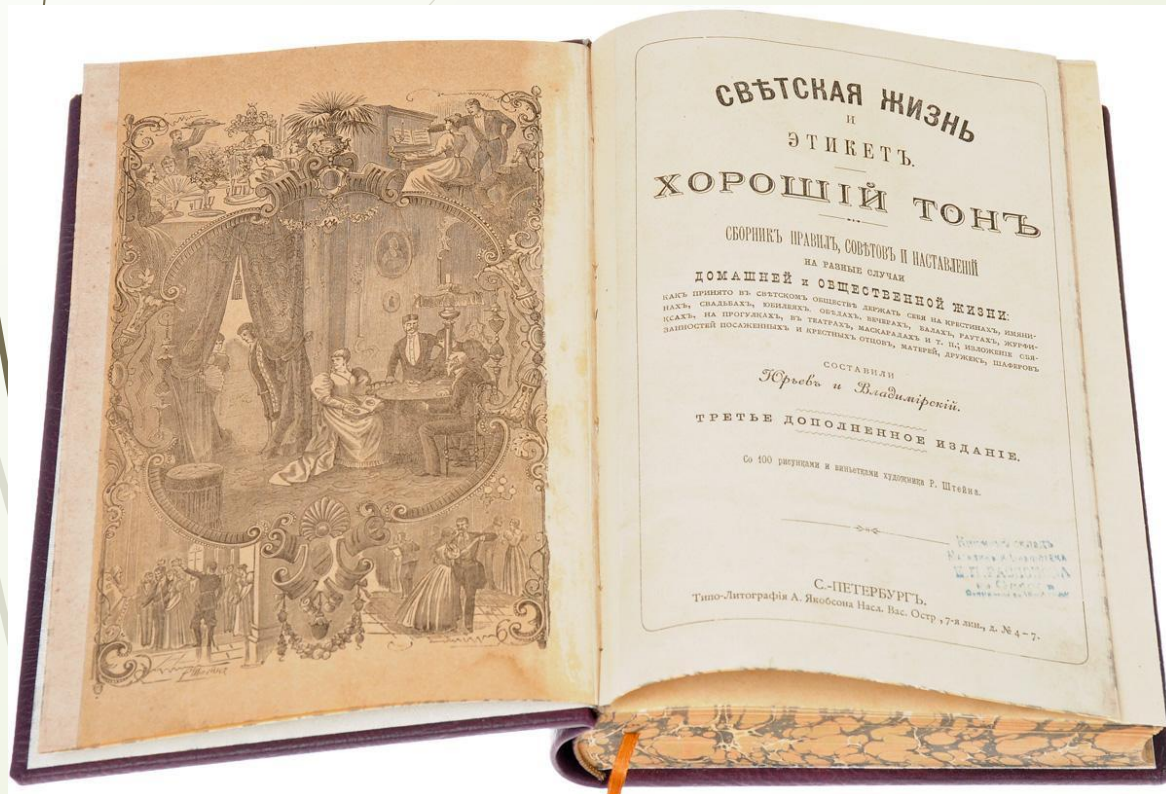 СВѢТСКАЯ ЖИЗНЬ
И
ЭТИКЕТЪ.
ХОРОШІЙ ТОНЪ
СБОРНИКЪ ПРАВИЛЪ, СОВѢТОВЪ И НАСТАВЛЕНІЙ
НА РАЗНЫЕ СЛУЧАИ
ДОМАШНЕЙ и ОБЩЕСТВЕННОЙ ЖИЗНИ:
КАКЪ ПРИНЯТО ВЪ СВѢТСКОМЪ ОБЩЕСТВѢ ДЕРЖАТЬ СЕБЯ НА КРЕСТИНАХЪ, ИМЯНИ-
НАХЪ, СВАДЬБАХЪ, ЮБИЛЕЯХЪ, ОБѢДАХЪ, ВЕЧЕРАХЪ, БАЛАХЪ, РАУТАХЪ, ЖУРФИ-
КСАХЪ, НА ПРОГУЛКАХЪ, ВЪ ТЕАТРАХЪ, МАСКАРАДАХЪ И Т. П.; ИЗЛОЖЕНІЕ ОБЯ-
ЗАННОСТЕЙ ПОСАЖЕННЫХЪ И КРЕСТНЫХЪ ОТЦОВЪ, МАТЕРЕЙ, ДРУЖЕКЪ, ШАФЕРОВЪ
СОСТАВИЛИ
Юрьевъ и Владимірскій.
ТРЕТЬЕ ДОПОЛНЕННОЕ ИЗДАНІЕ.
Со 100 рисунками и виньетками художника Р. Штейна.
С.-ПЕТЕРБУРГЪ.
Типо-Литографія А. Якобсона Насл. Вас. Остр., 7-я лин., д. № 4-7.